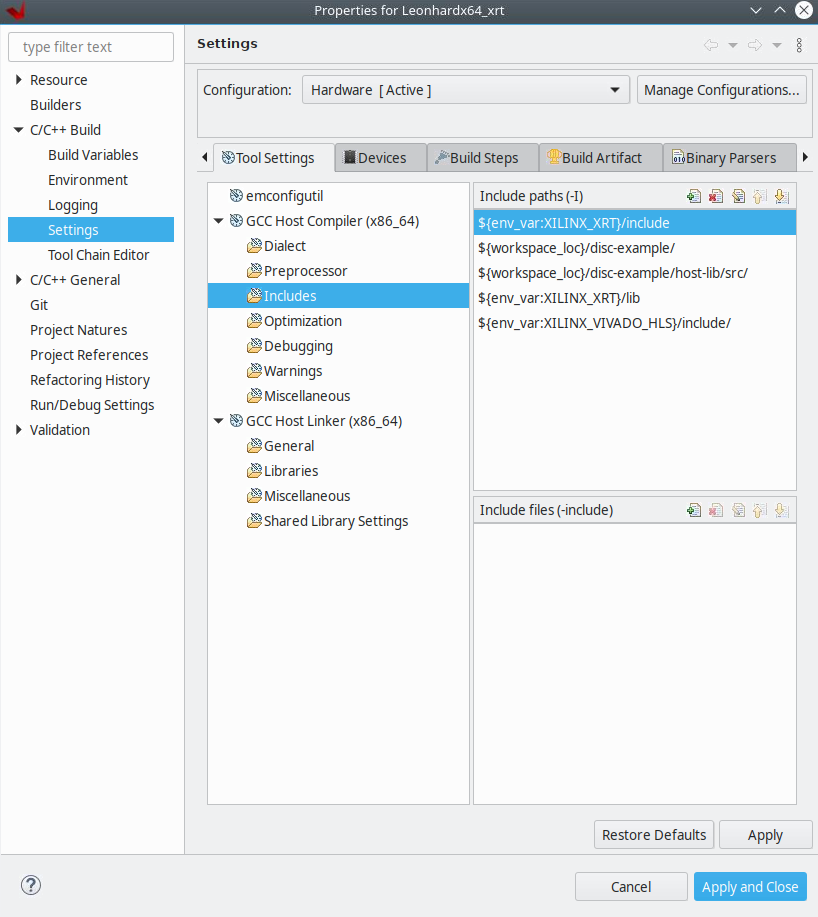 Properties for Leonhardx64_xrt
type filter text
Resource
Builders
C/C++ Build
Build Variables
Environment
Logging
Settings
Tool Chain Editor
C/C++ General
Git
Project Natures
Project References
Refactoring History
Run/Debug Settings
Validation
Settings
Configuration:
Hardware [ Active ]
Manage Configurations...
Tool Settings
Devices
Build Steps
Build Artifact
Binary Parsers
emconfigutil
GCC Host Compiler (x86_64)
Dialect
Preprocessor
Includes
Optimization
Debugging
Warnings
Miscellaneous
GCC Host Linker (x86_64)
General
Libraries
Miscellaneous
Shared Library Settings
Include paths (-I)
${env_var:XILINX_XRT}/include
${workspace_loc}/disc-example/
${workspace_loc}/disc-example/host-lib/src/
${env_var:XILINX_XRT}/lib
${env_var:XILINX_VIVADO_HLS}/include/
Include files (-include)
Restore Defaults
Apply
?
Cancel
Apply and Close